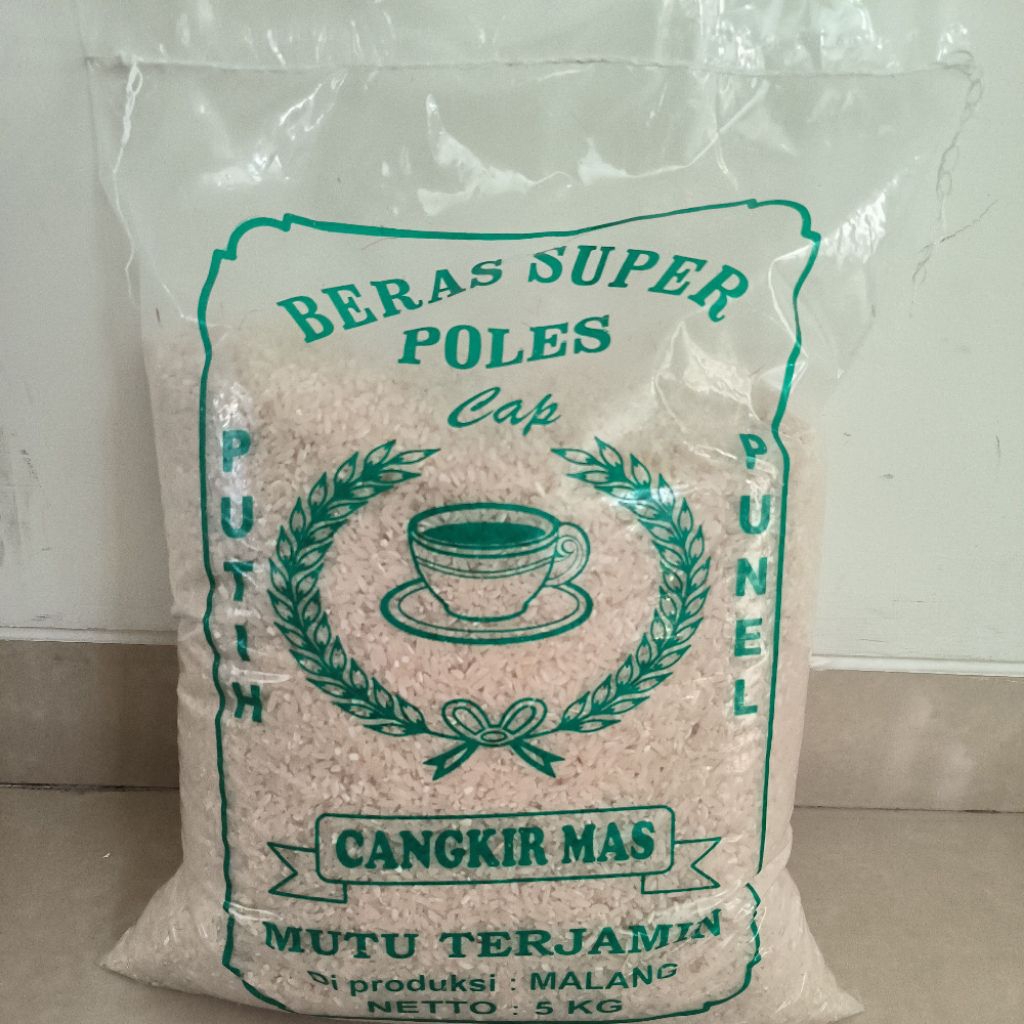 BERAS SUPER
POLES
Cap
PUTIH
PUNEL
CANGKIR MAS
MUTU TERJAMIN
Di produksi : MALANG
NETTO : 5 KG